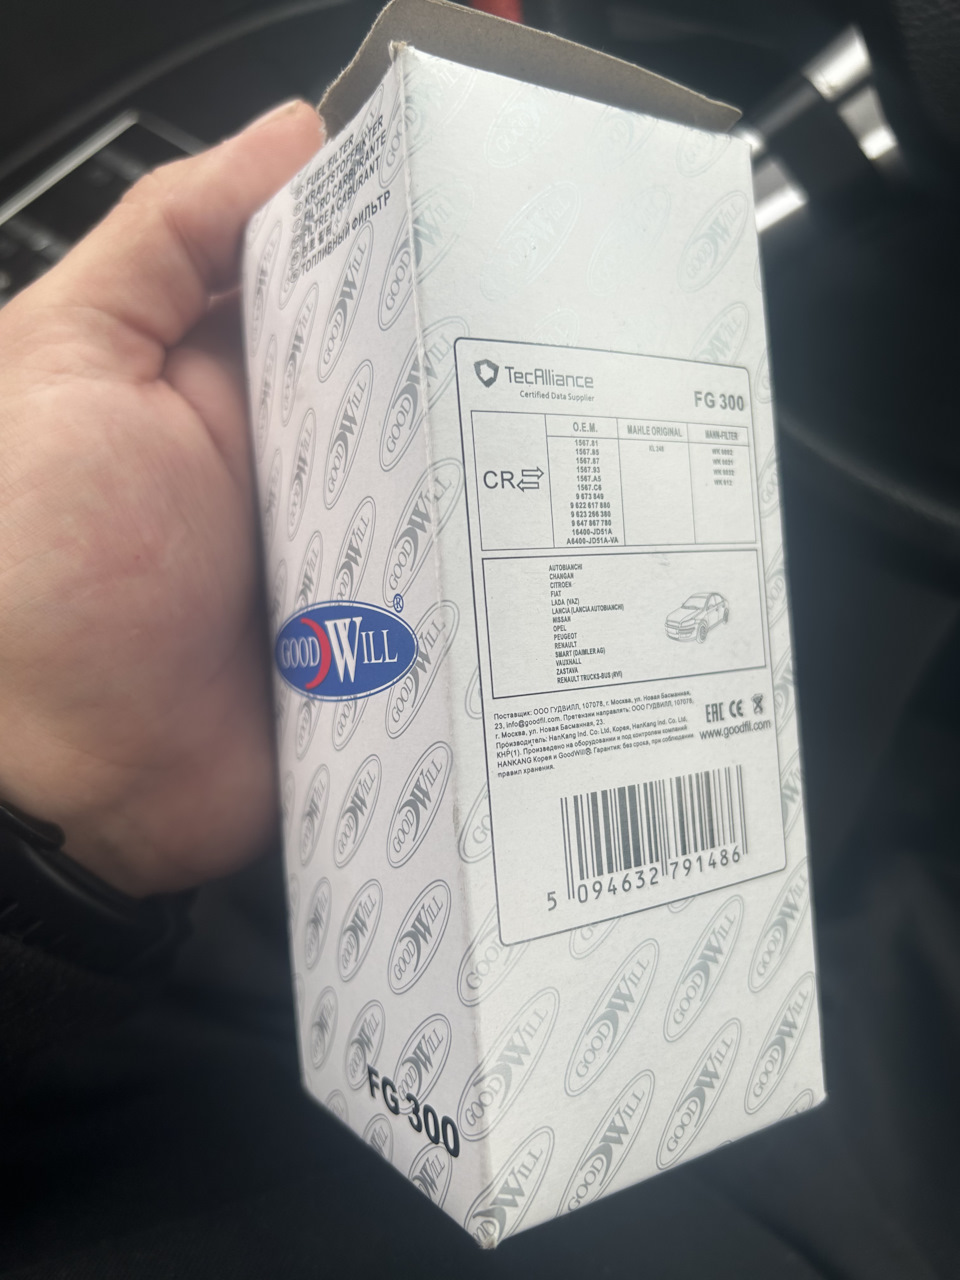 FUEL FILTER
KRAFTSTOFFILTER
FILTRO CARBURANTE
FILTRE A CABURANT
ТОПЛИВНЫЙ ФИЛЬТР
GOODWILL®
FG 300
TecAlliance
Certified Data Supplier
FG 300
O.E.M. MAHLE ORIGINAL MANN-FILTER
CR
1567.81
1567.85
1567.87
1567.93
1567.A5
1567.C6
9 673 849
9 622 617 880
9 623 266 380
9 647 867 780
16400-JD51A
A6400-JD51A-VA
AUTOBIANCHI
CHANGAN
CITROEN
FIAT
LADA (VAZ)
LANCIA (LANCIA AUTOBIANCHI)
NISSAN
OPEL
PEUGEOT
RENAULT
SMART (DAIMLER AG)
VAUXHALL
ZASTAVA
RENAULT TRUCKS-BUS (RVI)
Поставщик: ООО ГУДВИЛЛ, 107078, г. Москва, ул. Новая Басманная,
23, info@goodfil.com. Претензии направлять: ООО ГУДВИЛЛ, 107078,
г. Москва, ул. Новая Басманная, 23.
Производитель: HanKang Ind. Co. Ltd, Корея, HanKang Ind. Co. Ltd,
КНР(1). Произведено на оборудовании и под контролем компаний
HANKANG Корея и GoodWill®. Гарантия: без срока, при соблюдении
правил хранения.
EAC CE
www.goodfil.com
5 094632 791486